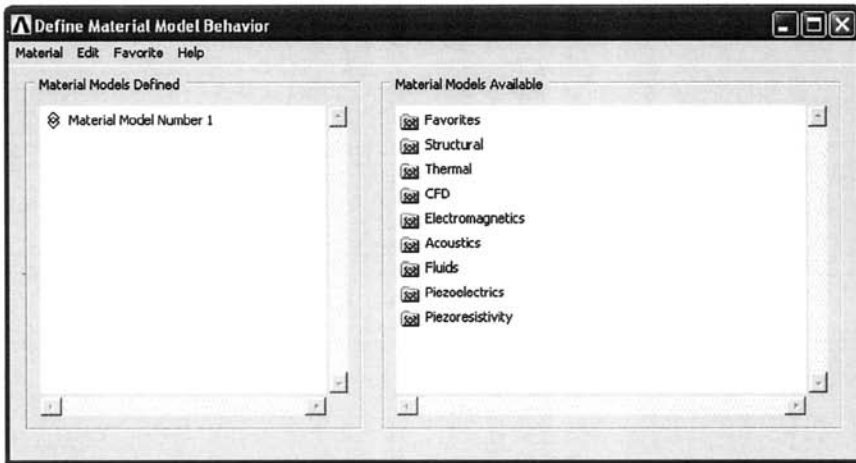 Define Material Model Behavior
Material Edit Favorite Help
Material Models Defined
Material Model Number 1
Material Models Available
Favorites
Structural
Thermal
CFD
Electromagnetics
Acoustics
Fluids
Piezoelectrics
Piezoresistivity